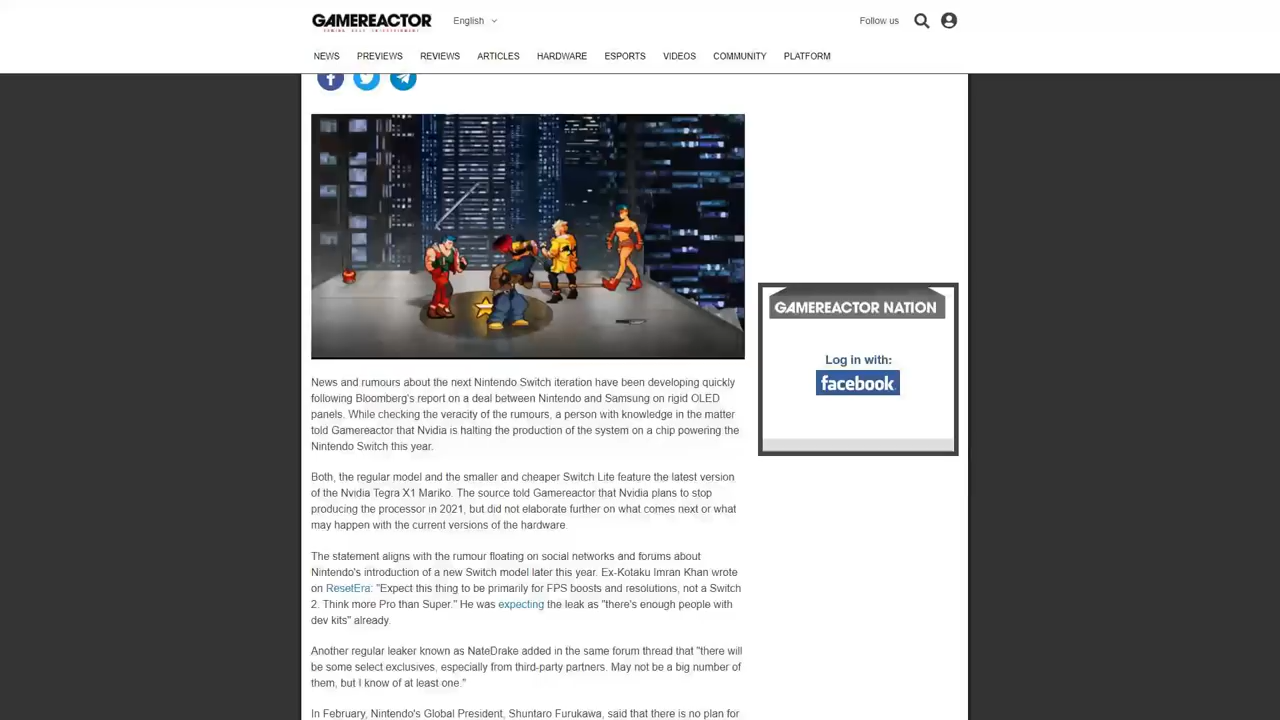 GAMEREACTOR
English
Follow us
NEWS PREVIEWS REVIEWS ARTICLES HARDWARE ESPORTS VIDEOS COMMUNITY PLATFORM
GAMEREACTOR NATION
Log in with:
facebook
News and rumours about the next Nintendo Switch iteration have been developing quickly
following Bloomberg's report on a deal between Nintendo and Samsung on rigid OLED
panels. While checking the veracity of the rumours, a person with knowledge in the matter
told Gamereactor that Nvidia is halting the production of the system on a chip powering the
Nintendo Switch this year.
Both, the regular model and the smaller and cheaper Switch Lite feature the latest version
of the Nvidia Tegra X1 Mariko. The source told Gamereactor that Nvidia plans to stop
producing the processor in 2021, but did not elaborate further on what comes next or what
may happen with the current versions of the hardware.
The statement aligns with the rumour floating on social networks and forums about
Nintendo's introduction of a new Switch model later this year. Ex-Kotaku Imran Khan wrote
on ResetEra: "Expect this thing to be primarily for FPS boosts and resolutions, not a Switch
2. Think more Pro than Super." He was expecting the leak as "there's enough people with
dev kits" already.
Another regular leaker known as NateDrake added in the same forum thread that "there will
be some select exclusives, especially from third-party partners. May not be a big number of
them, but I know of at least one."
In February, Nintendo's Global President, Shuntaro Furukawa, said that there is no plan for